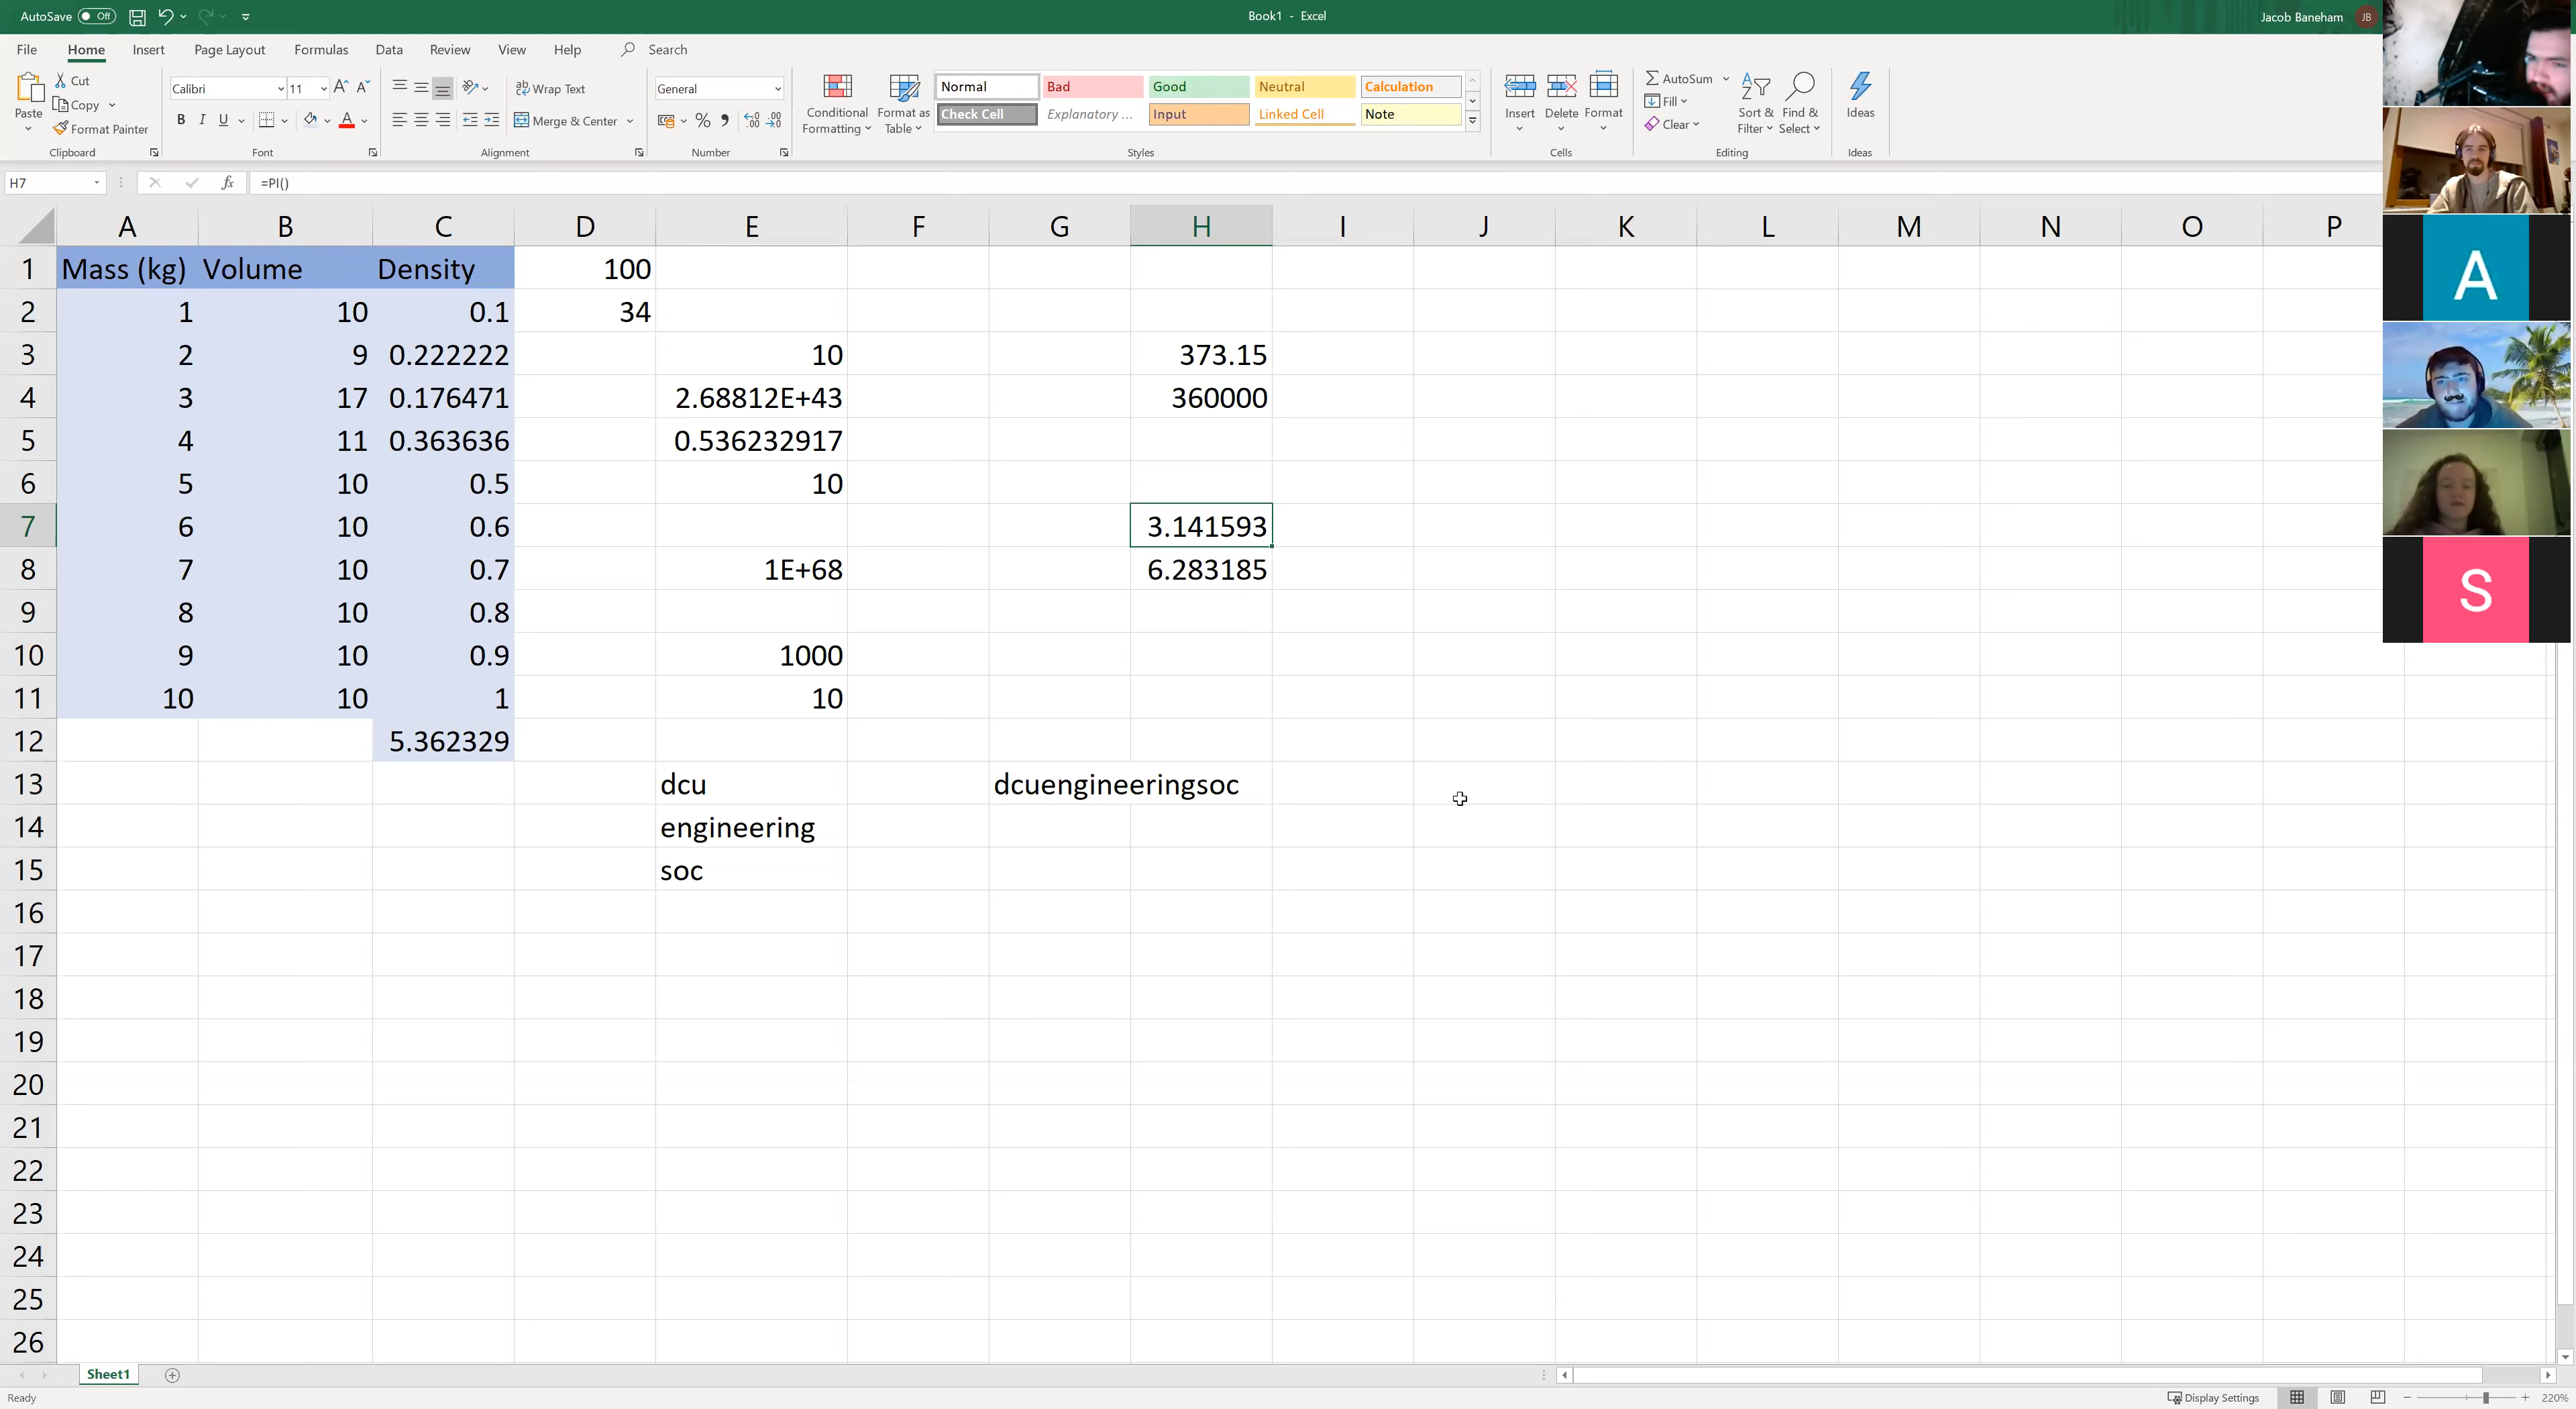 AutoSave Off
Book1 - Excel
Jacob Baneham JB
File Home Insert Page Layout Formulas Data Review View Help Search
Paste
Cut
Copy
Format Painter
Clipboard
Calibri 11
B I U
Font
Wrap Text
Merge & Center
Alignment
General
Number
Conditional Formatting
Format as Table
Normal Bad Good Neutral Calculation
Check Cell Explanatory ... Input Linked Cell Note
Styles
Insert Delete Format
Cells
AutoSum
Fill
Clear
Sort & Filter
Find & Select
Editing
Ideas
Ideas
H7 fx =PI()
A B C D E F G H I J K L M N O P
1 Mass (kg) Volume Density 100
2 1 10 0.1 34
3 2 9 0.222222 10 373.15
4 3 17 0.176471 2.68812E+43 360000
5 4 11 0.363636 0.536232917
6 5 10 0.5 10
7 6 10 0.6 3.141593
8 7 10 0.7 1E+68 6.283185
9 8 10 0.8
10 9 10 0.9 1000
11 10 10 1 10
12 5.362329
13 dcu dcuengineeringsoc
14 engineering
15 soc
16
17
18
19
20
21
22
23
24
25
26
A
S
Sheet1
Ready
Display Settings
220%